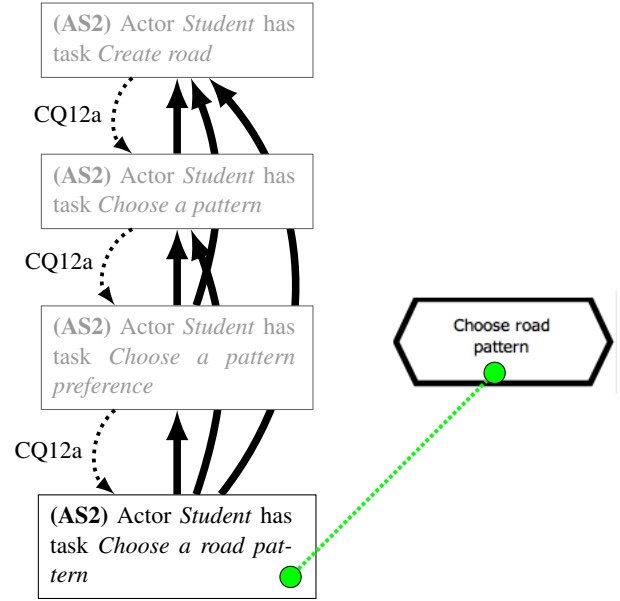 (AS2) Actor Student has
task Create road
CQ12a
(AS2) Actor Student has
task Choose a pattern
CQ12a
(AS2) Actor Student has
task Choose a pattern
preference
Choose road
pattern
CQ12a
(AS2) Actor Student has
task Choose a road pat-
tern